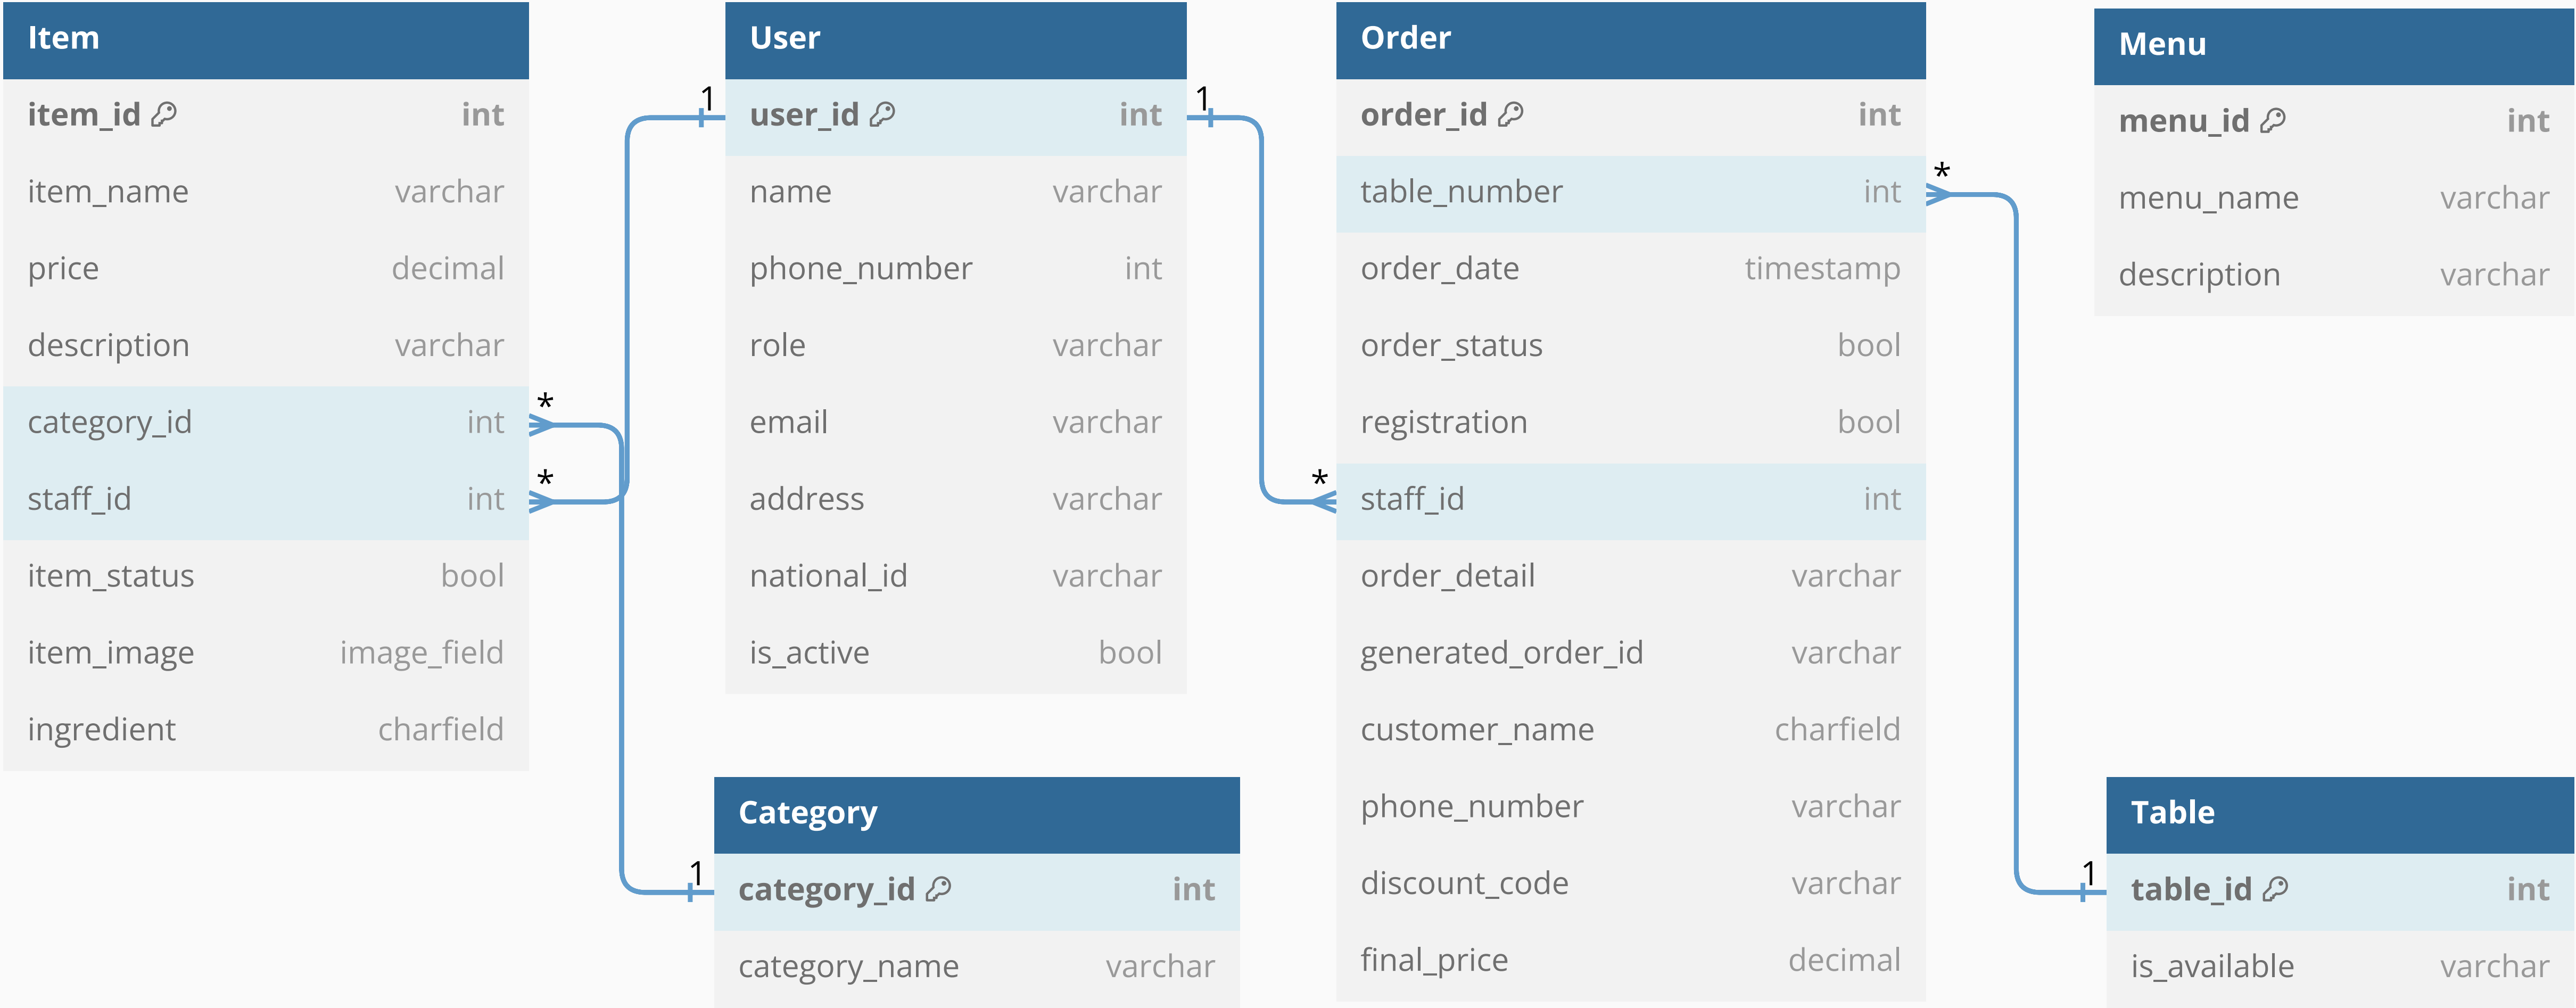 Item
item_id int
item_name varchar
price decimal
description varchar
category_id int
staff_id int
item_status bool
item_image image_field
ingredient charfield
*
*
1
User
user_id int
name varchar
phone_number int
role varchar
email varchar
address varchar
national_id varchar
is_active bool
1
*
1
Category
category_id int
category_name varchar
Order
order_id int
table_number int
order_date timestamp
order_status bool
registration bool
staff_id int
order_detail varchar
generated_order_id varchar
customer_name charfield
phone_number varchar
discount_code varchar
final_price decimal
*
Menu
menu_id int
menu_name varchar
description varchar
1
Table
table_id int
is_available varchar